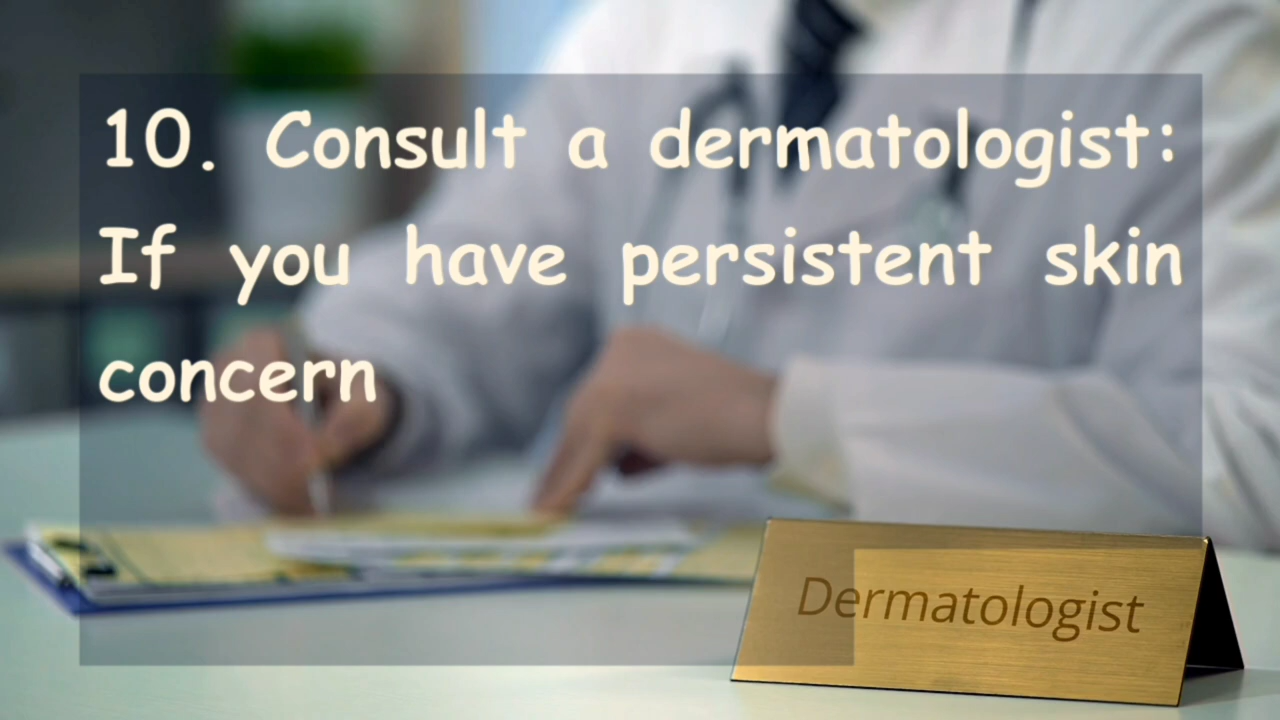 10. Consult a dermatologist:
If you have persistent skin
concern
Dermatologist